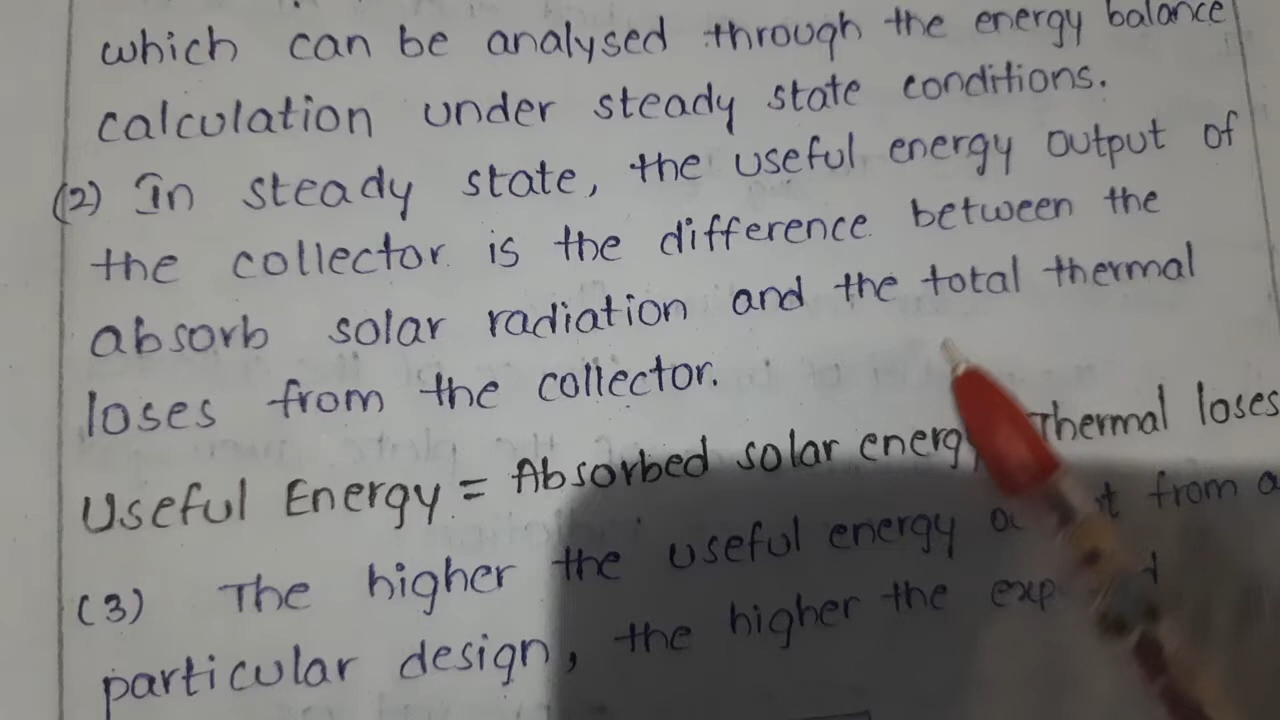 which can be analysed through the energy balance
calculation under steady state conditions.
(2) In steady state, the useful energy output of
the collector is the difference between the
absorb solar radiation and the total thermal
loses from the collector.
Useful Energy = Absorbed solar energy Thermal loses
(3) The higher the useful energy from a
particular design, the higher the